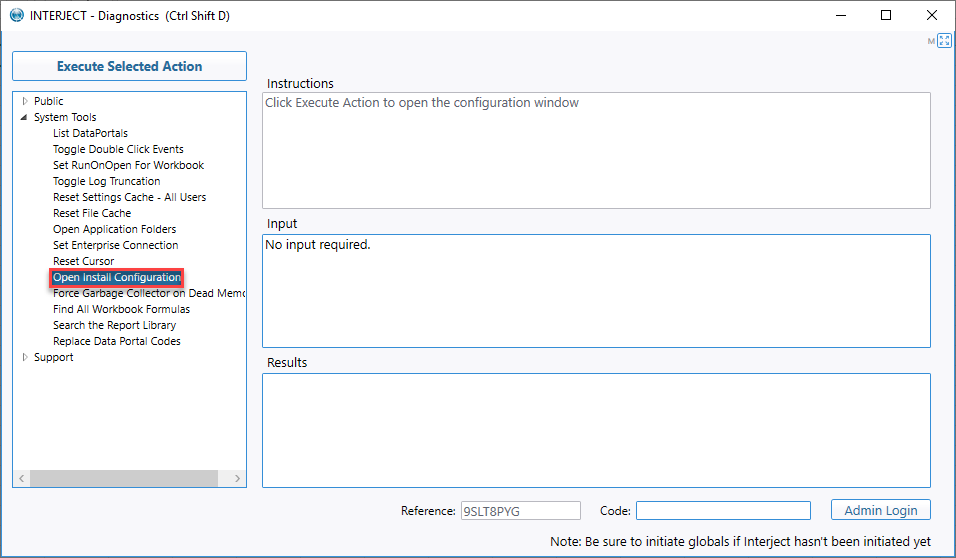 INTERJECT - Diagnostics  (Ctrl Shift D)
M
Execute Selected Action
Public
System Tools
List DataPortals
Toggle Double Click Events
Set RunOnOpen For Workbook
Toggle Log Truncation
Reset Settings Cache - All Users
Reset File Cache
Open Application Folders
Set Enterprise Connection
Reset Cursor
Open Install Configuration
Force Garbage Collector on Dead Memo
Find All Workbook Formulas
Search the Report Library
Replace Data Portal Codes
Support
Instructions
Click Execute Action to open the configuration window
Input
No input required.
Results
Reference: 9SLT8PYG Code: Admin Login
Note: Be sure to initiate globals if Interject hasn't been initiated yet